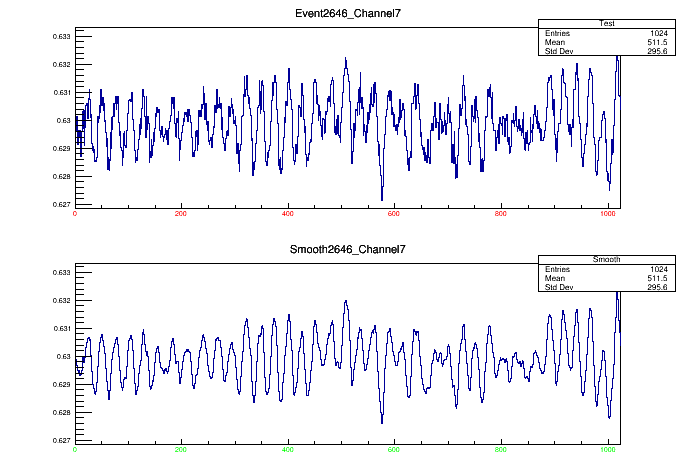 Event2646_Channel7
Test
Entries 1024
Mean 511.5
Std Dev 295.6
0.633
0.632
0.631
0.63
0.629
0.628
0.627
0 200 400 600 800 1000
Smooth2646_Channel7
Smooth
Entries 1024
Mean 511.5
Std Dev 295.6
0.633
0.632
0.631
0.63
0.629
0.628
0.627
0 200 400 600 800 1000